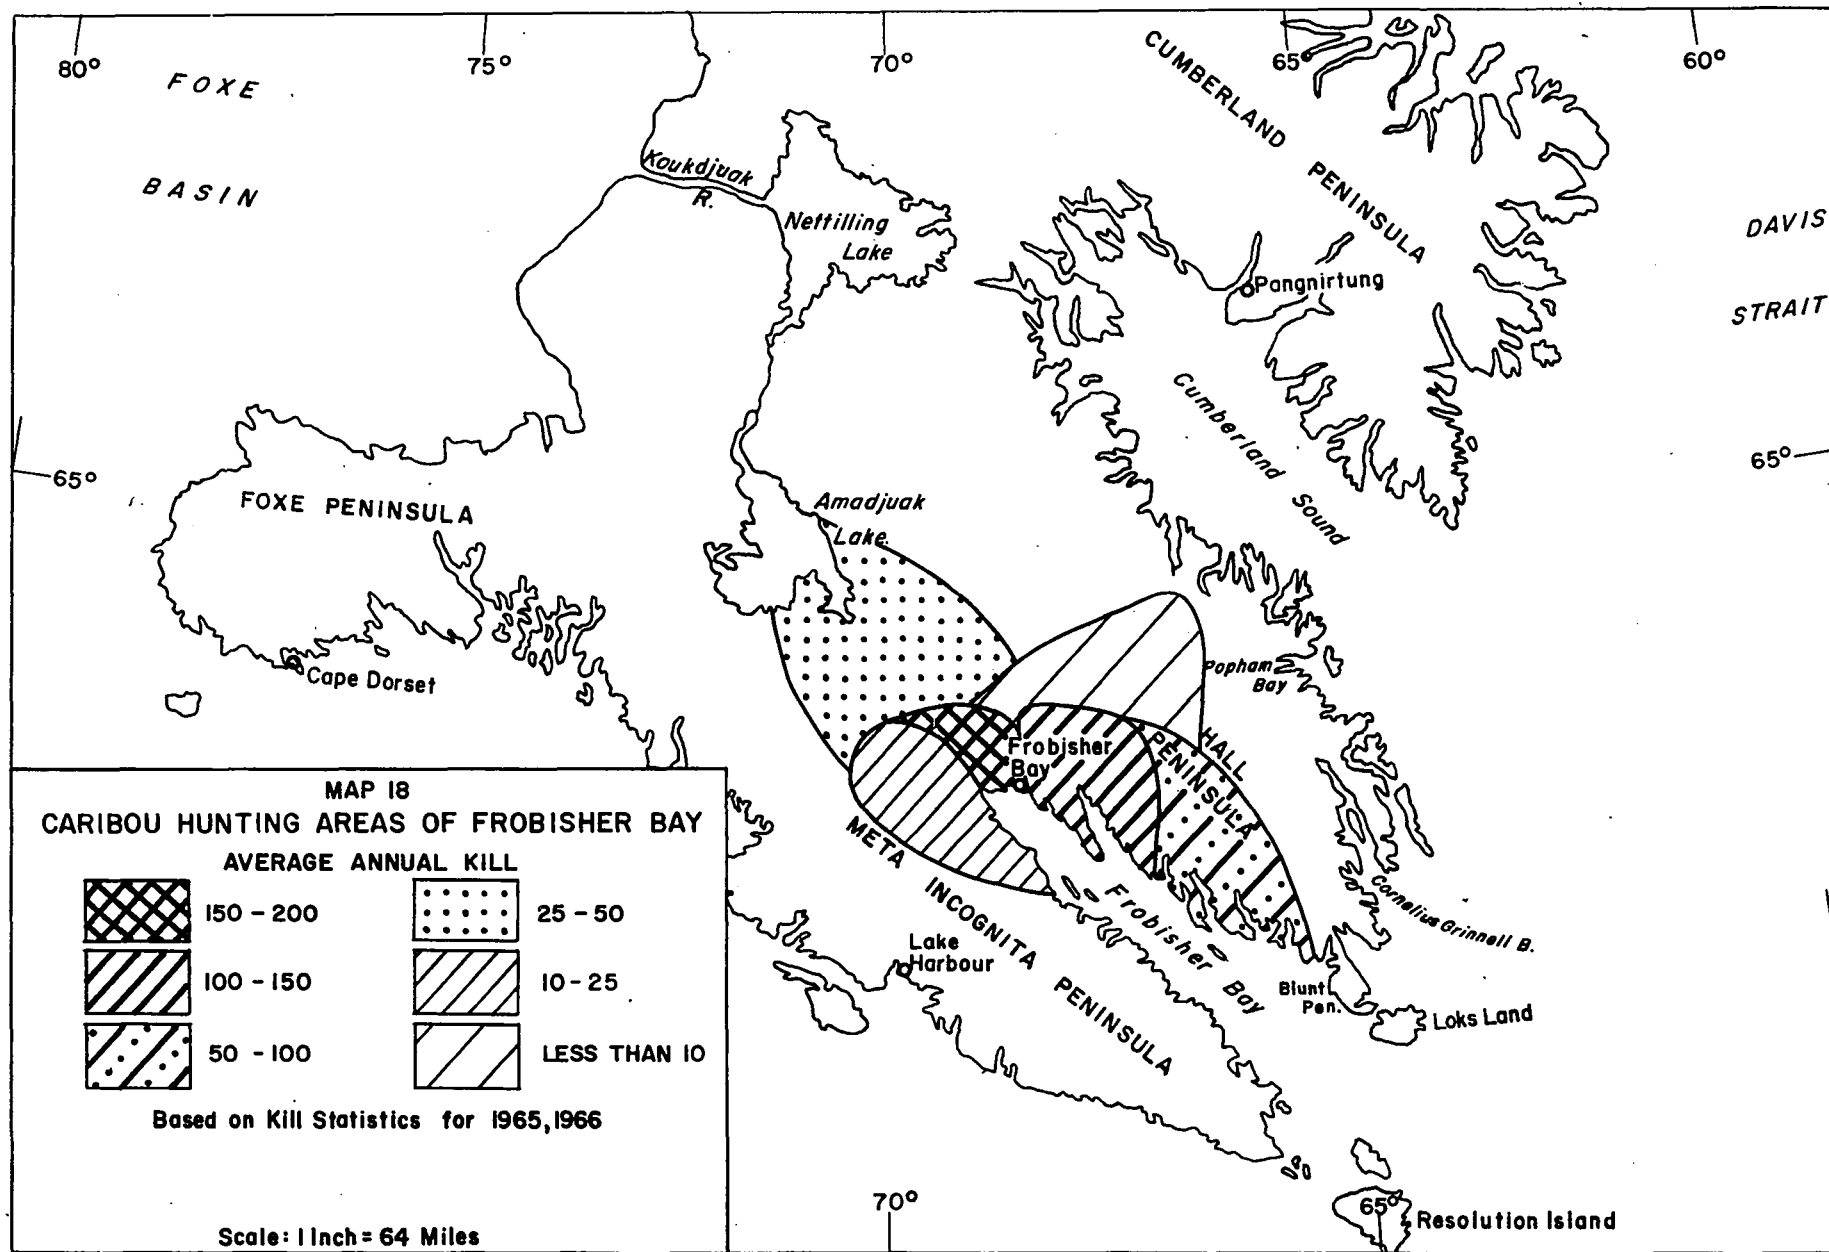 80°
75°
70°
65°
60°
FOXE
BASIN
CUMBERLAND PENINSULA
Koukdjuak
R.
Nettilling
Lake
DAVIS
STRAIT
Pangnirtung
Cumberland Sound
65°
65°
FOXE PENINSULA
Amadjuak
Lake
Cape Dorset
Popham
Bay
HALL
PENINSULA
Frobisher
Bay
META INCOGNITA PENINSULA
Frobisher Bay
Cornelius Grinnell B.
Lake
Harbour
Blunt
Pen.
Loks Land
MAP 18
CARIBOU HUNTING AREAS OF FROBISHER BAY
AVERAGE ANNUAL KILL
150 - 200
25 - 50
100 - 150
10 - 25
50 - 100
LESS THAN 10
Based on Kill Statistics for 1965, 1966
Scale: 1 Inch = 64 Miles
70°
65°
Resolution Island